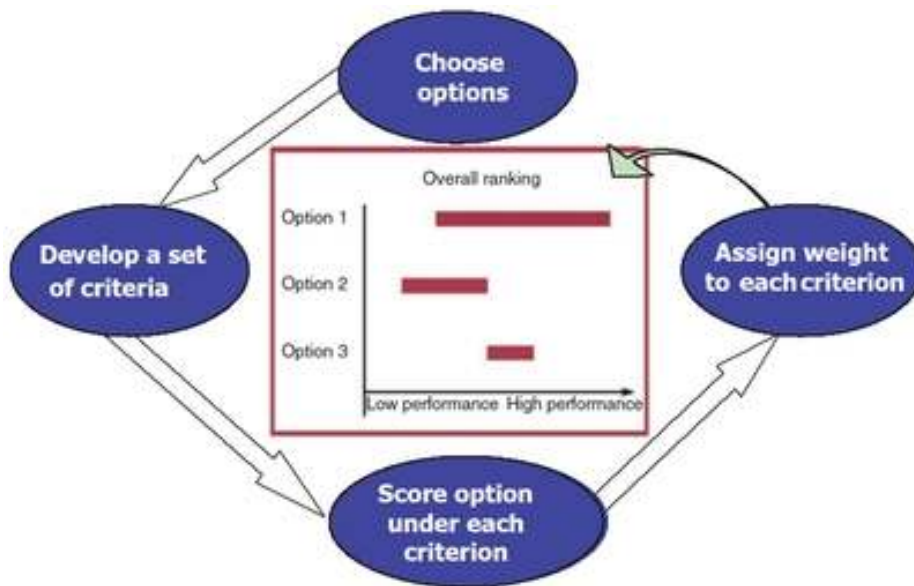 Choose
options
Overall ranking
Option 1
Develop a set
of criteria
Assign weight
to each criterion
Option 2
Option 3
Low performance High performance
Score option
under each
criterion